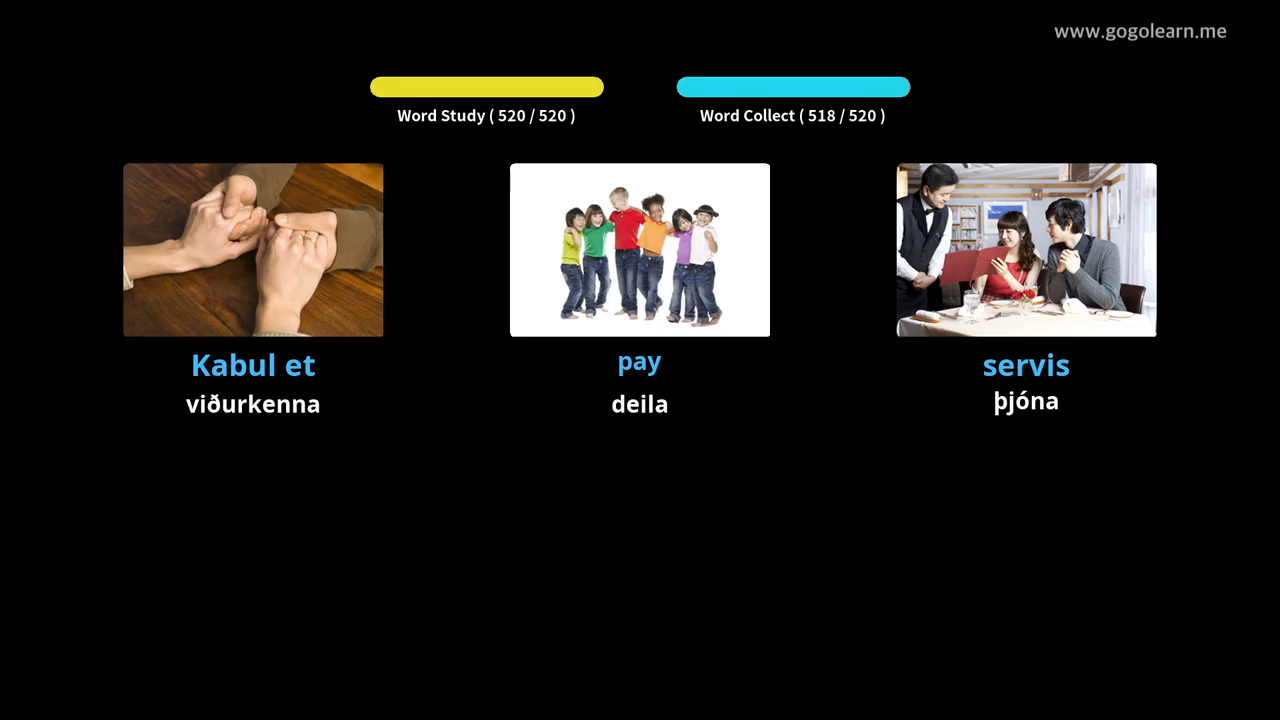 www.gogolearn.me
Word Study ( 520 / 520 )
Word Collect ( 518 / 520 )
Kabul et
viðurkenna
pay
deila
servis
þjóna